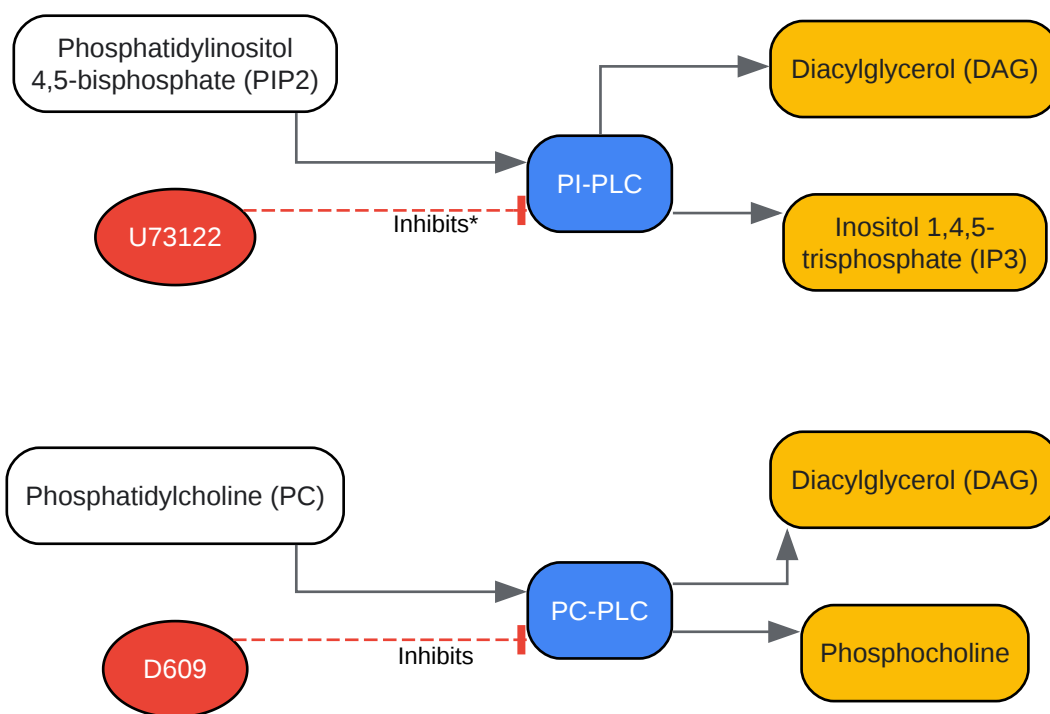 Phosphatidylinositol
4,5-bisphosphate (PIP2)
Diacylglycerol (DAG)
PI-PLC
Inhibits*
U73122
Inositol 1,4,5-
trisphosphate (IP3)
Phosphatidylcholine (PC)
Diacylglycerol (DAG)
PC-PLC
Inhibits
D609
Phosphocholine